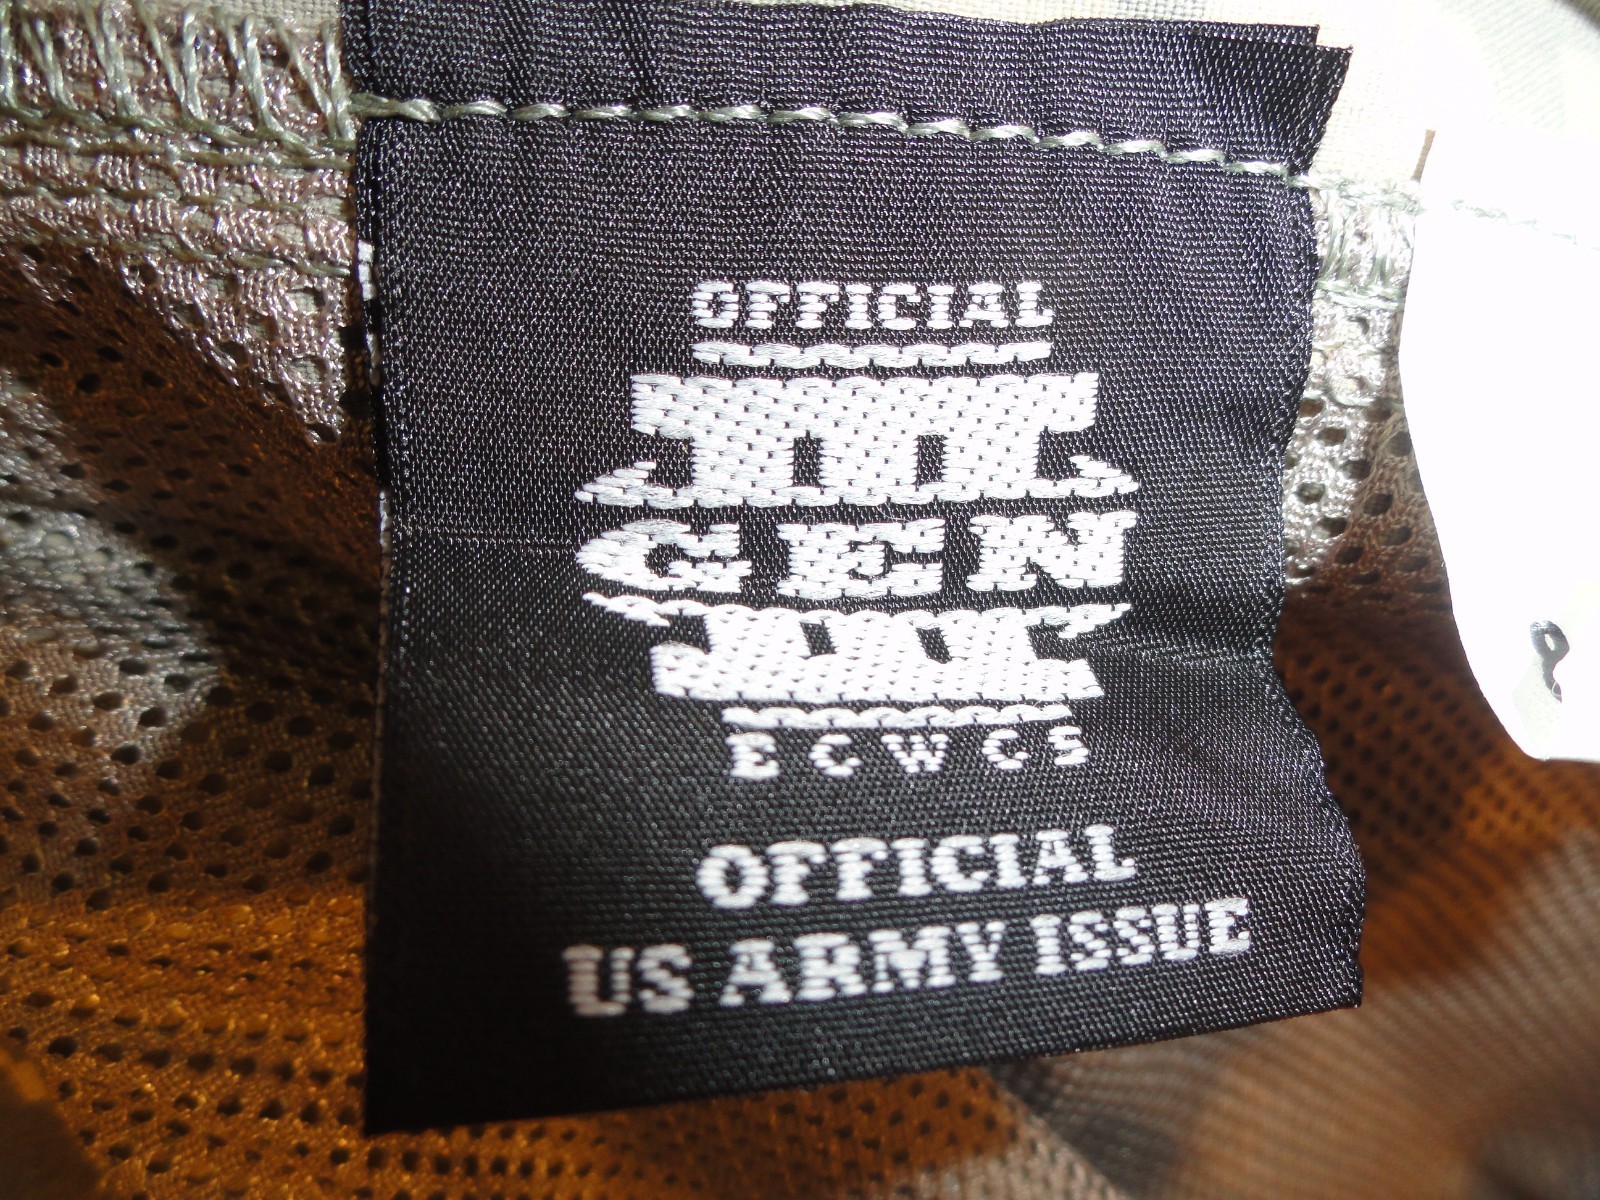 OFFICIAL
III
GEN
III
ECWCS
OFFICIAL
US ARMY ISSUE